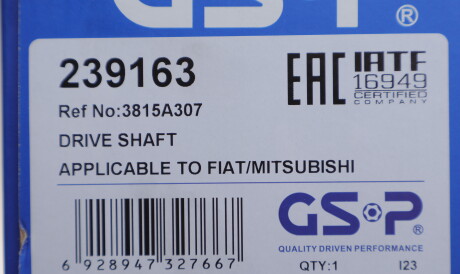 GSP ®
239163
EAC IATF
16949
CERTIFIED
COMPANY
Ref No:3815A307
DRIVE SHAFT
APPLICABLE TO FIAT/MITSUBISHI
GSP ®
QUALITY DRIVEN PERFORMANCE
6 928947 327667
QTY:1 I23